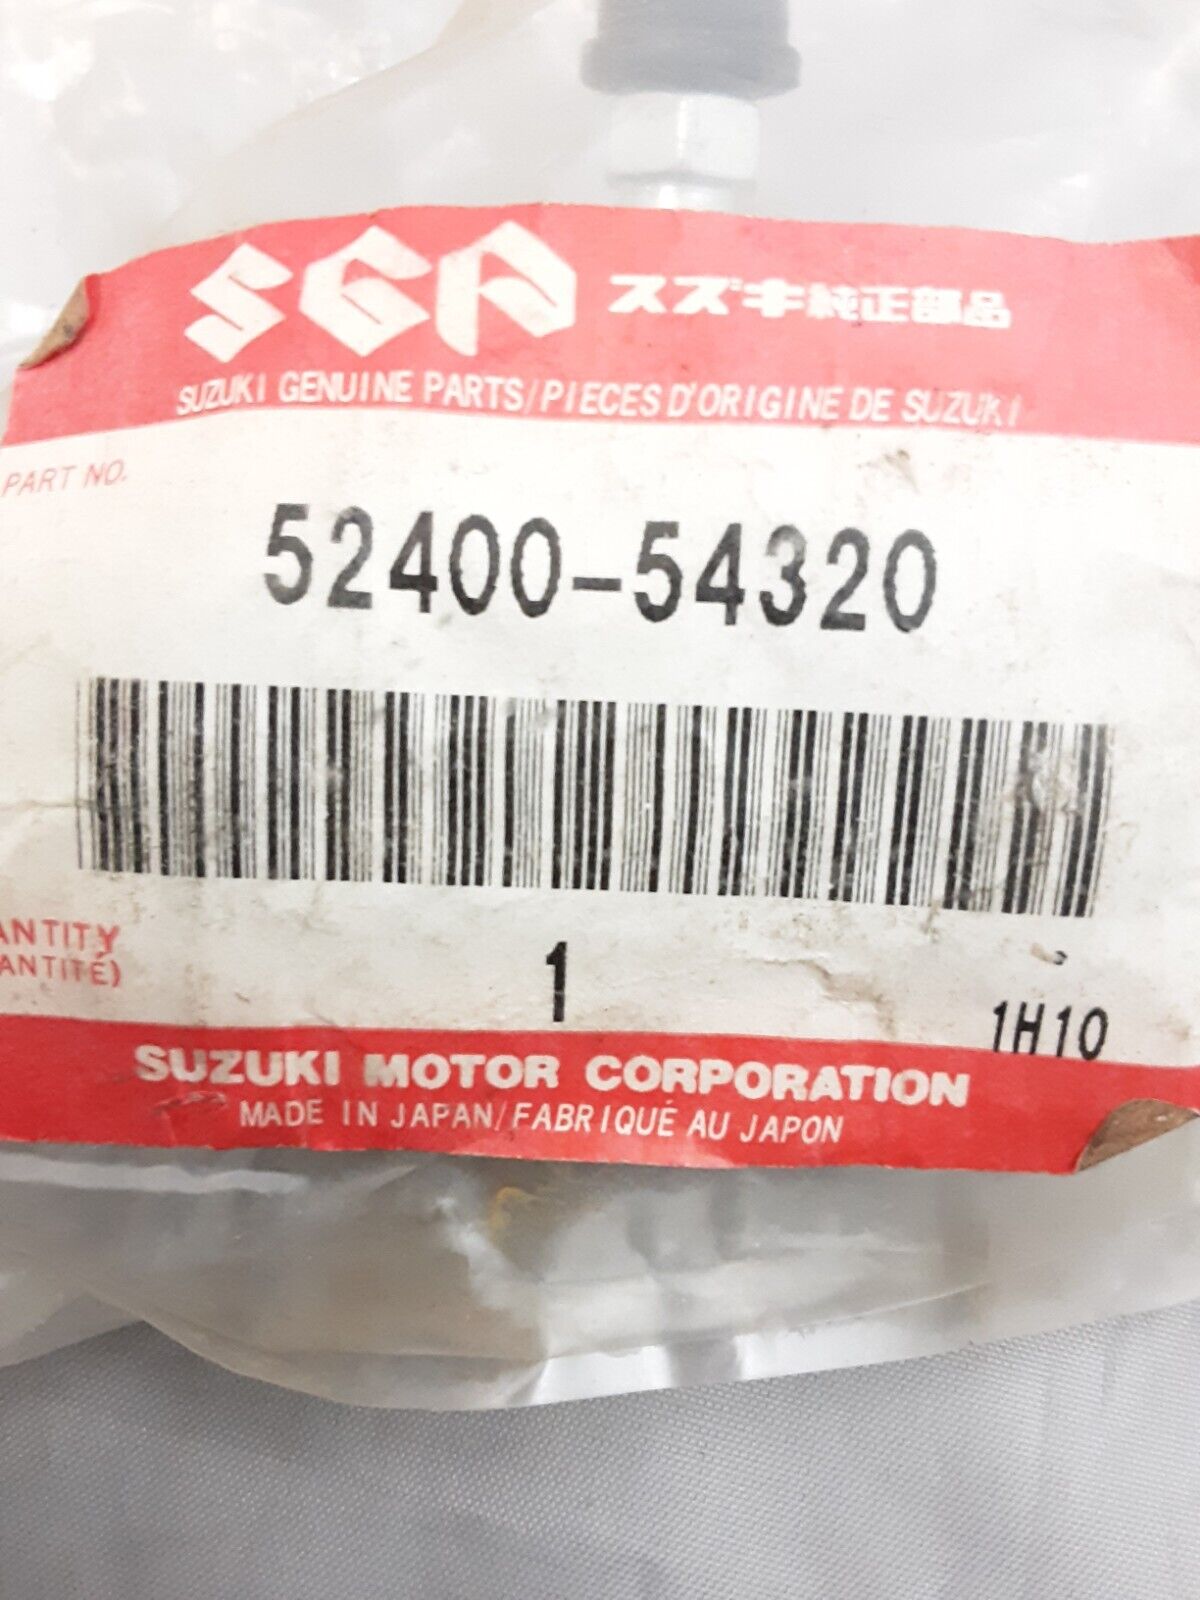 SGP スズキ純正部品
SUZUKI GENUINE PARTS/PIECES D'ORIGINE DE SUZUKI
PART NO.
52400-54320
ANTITY
ANTITÉ)
1
1H10
SUZUKI MOTOR CORPORATION
MADE IN JAPAN/FABRIQUÉ AU JAPON